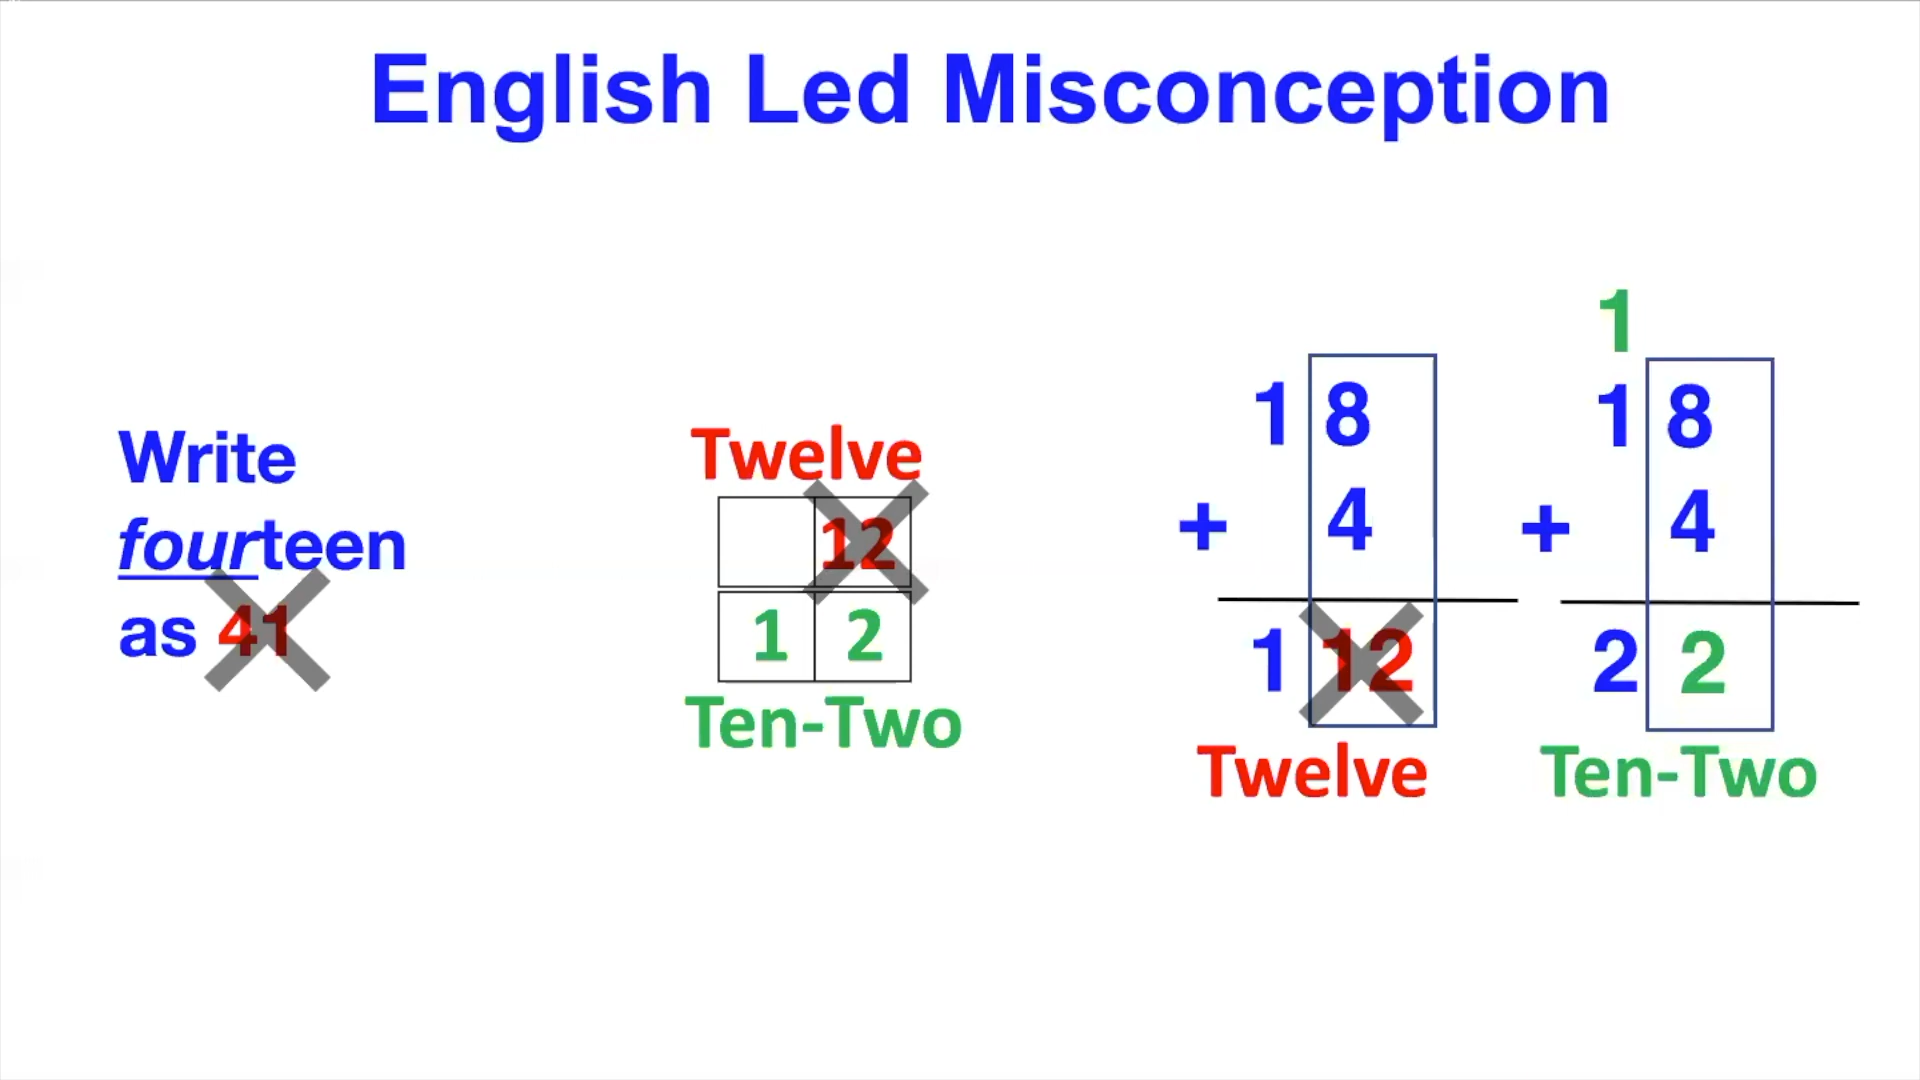 English Led Misconception
Write
fourteen
as 41
Twelve
12
1 2
Ten-Two
1 8
+ 4
1 12
Twelve
1
1 8
+ 4
2 2
Ten-Two